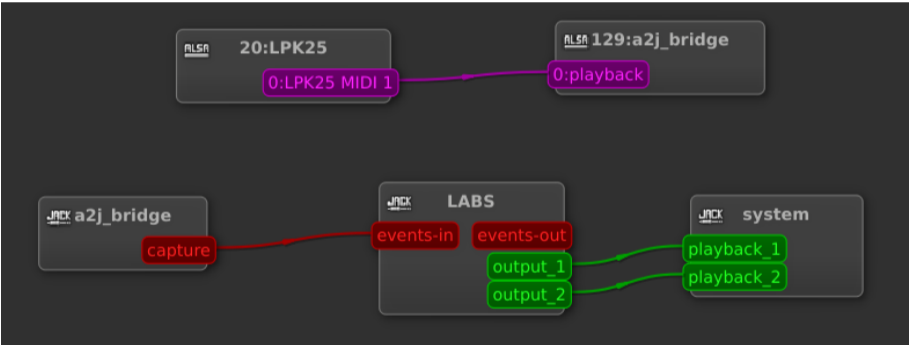 ALSA 20:LPK25
0:LPK25 MIDI 1
ALSA 129:a2j_bridge
0:playback
JACK a2j_bridge
capture
JACK LABS
events-in events-out
output_1
output_2
JACK system
playback_1
playback_2